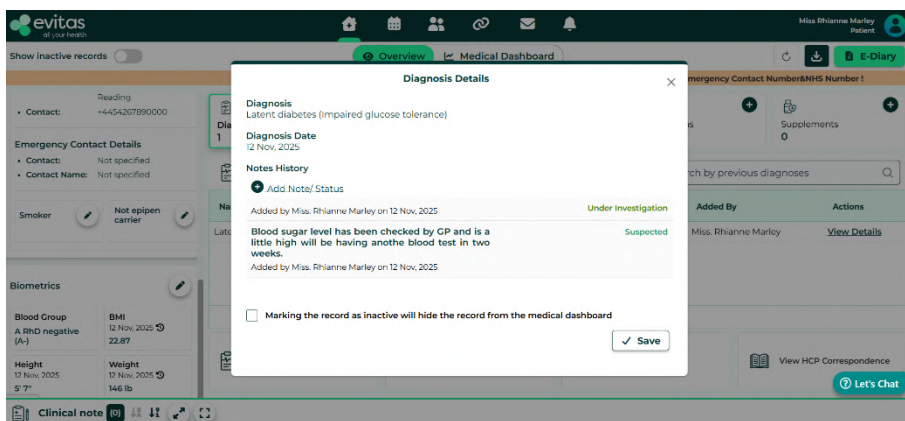 evitas
all your health
Miss Rhianne Marley
Patient
Show inactive records
Overview
Medical Dashboard
E-Diary
mergency Contact Number&NHS Number !
Reading
• Contact: +4454267890000
Emergency Contact Details
• Contact: Not specified
• Contact Name: Not specified
Smoker
Not epipen
carrier
Biometrics
Blood Group
A RhD negative
(A-)
BMI
12 Nov, 2025
22.87
Height
12 Nov, 2025
5' 7"
Weight
12 Nov, 2025
146 lb
Dia
1
Na
Late
Diagnosis Details
Diagnosis
Latent diabetes (Impaired glucose tolerance)
Diagnosis Date
12 Nov, 2025
Notes History
Add Note/ Status
Added by Miss. Rhianne Marley on 12 Nov, 2025
Under Investigation
Blood sugar level has been checked by GP and is a
little high will be having anothe blood test in two
weeks.
Suspected
Added by Miss. Rhianne Marley on 12 Nov, 2025
Marking the record as inactive will hide the record from the medical dashboard
Save
ns
Supplements
0
rch by previous diagnoses
Added By
Actions
Miss. Rhianne Marley
View Details
View HCP Correspondence
Let's Chat
Clinical note (0)